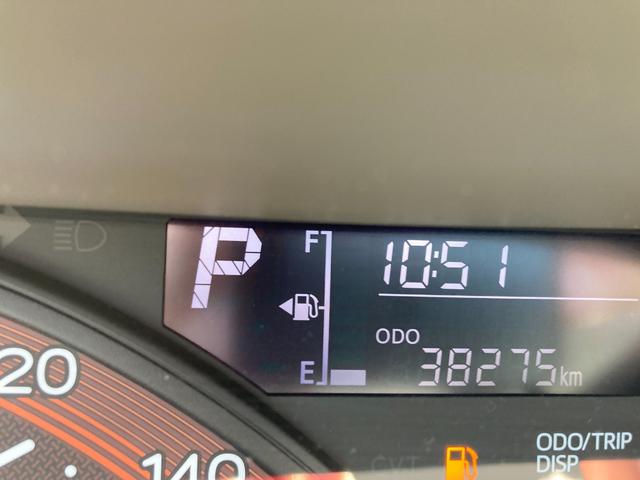 P
F
10:51
ODO
E
38275km
20
140
CVT
ODO/TRIP
DISP